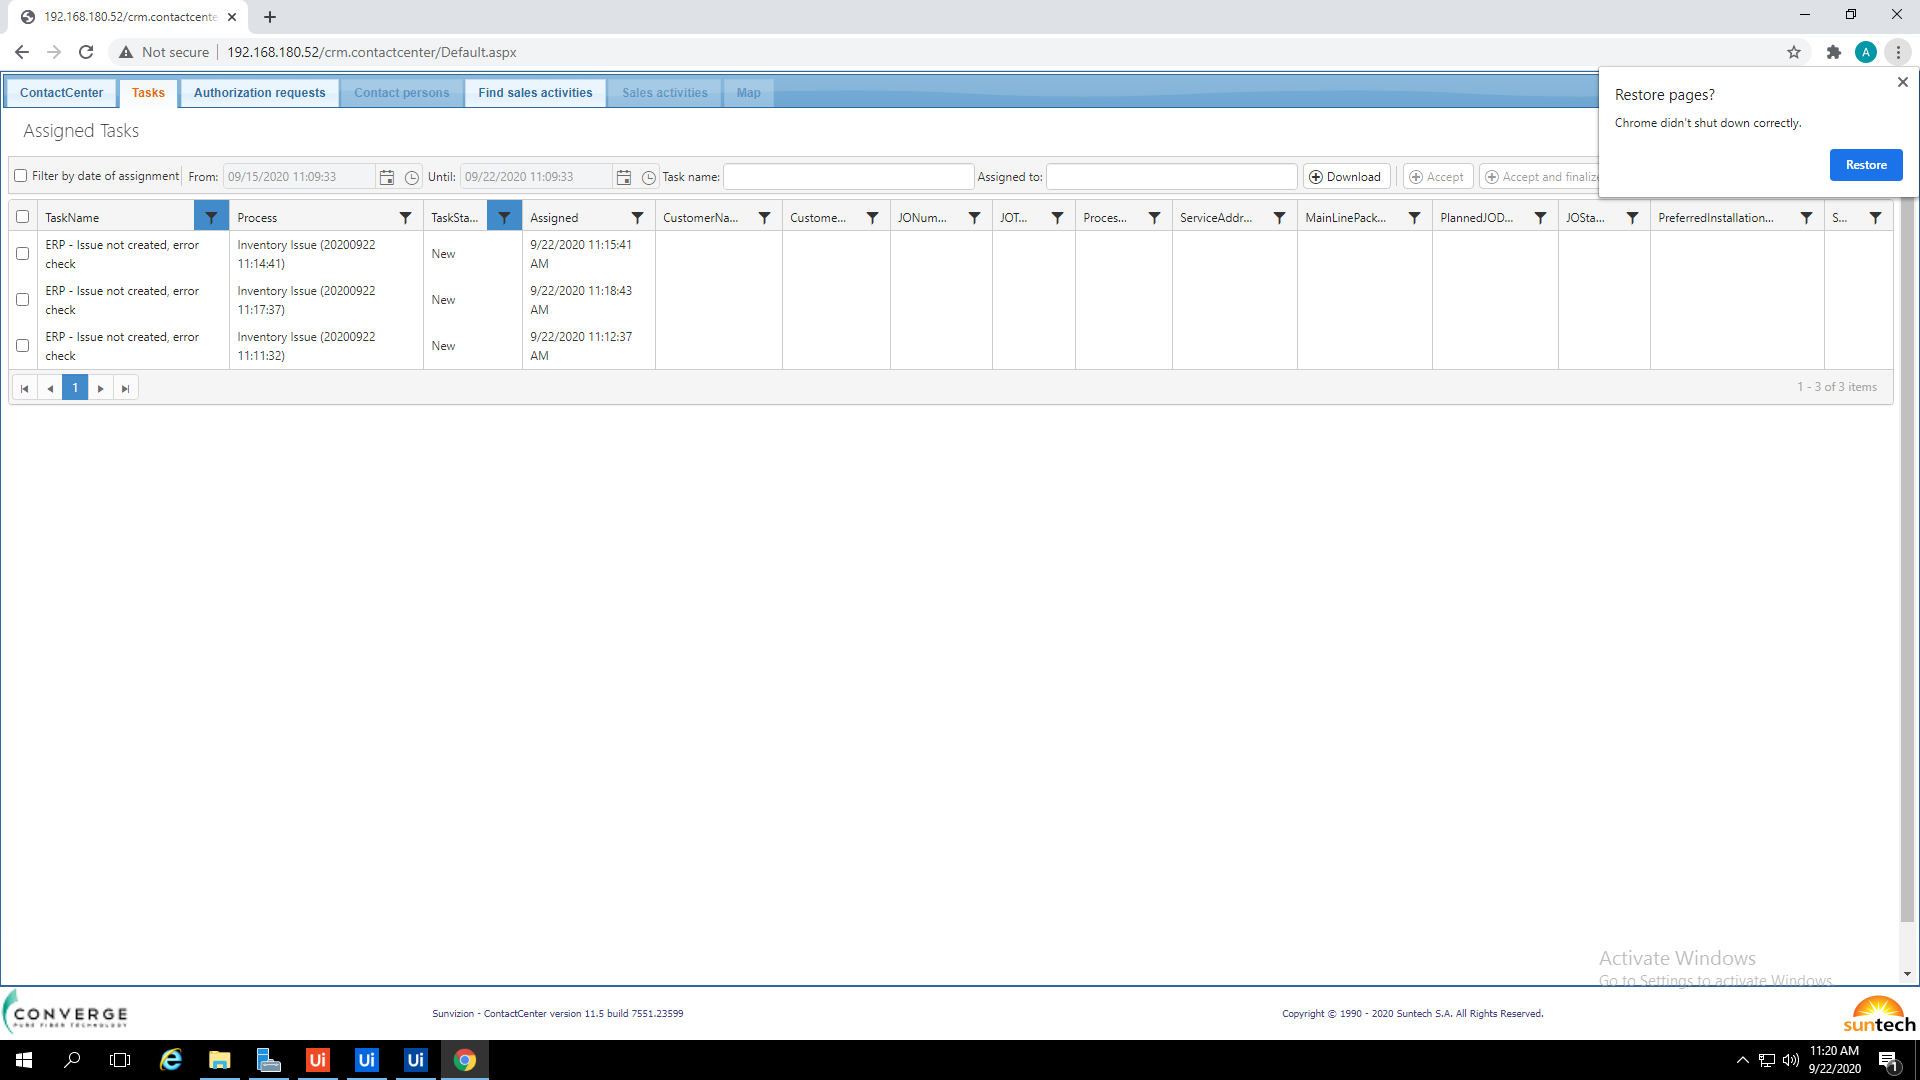 192.168.180.52/crm.contactcente
Not secure
192.168.180.52/crm.contactcenter/Default.aspx
A
ContactCenter
Tasks
Authorization requests
Contact persons
Find sales activities
Sales activities
Map
Restore pages?
Chrome didn't shut down correctly.
Restore
Assigned Tasks
Filter by date of assignment
From:
09/15/2020 11:09:33
Until:
09/22/2020 11:09:33
Task name:
Assigned to:
Download
Accept
Accept and finalize
TaskName
Process
TaskSta...
Assigned
CustomerNa...
Custome...
JONum...
JOT...
Proces...
ServiceAddr...
MainLinePack...
PlannedJOD...
JOSta...
PreferredInstallation...
S...
ERP - Issue not created, error
check
Inventory Issue (20200922
11:14:41)
New
9/22/2020 11:15:41
AM
ERP - Issue not created, error
check
Inventory Issue (20200922
11:17:37)
New
9/22/2020 11:18:43
AM
ERP - Issue not created, error
check
Inventory Issue (20200922
11:11:32)
New
9/22/2020 11:12:37
AM
1
1 - 3 of 3 items
Activate Windows
Go to Settings to activate Windows.
CONVERGE
PURE FIBER TECHNOLOGY
Sunvizion - ContactCenter version 11.5 build 7551.23599
Copyright © 1990 - 2020 Suntech S.A. All Rights Reserved.
suntech
Ui
Ui
Ui
11:20 AM
9/22/2020
1